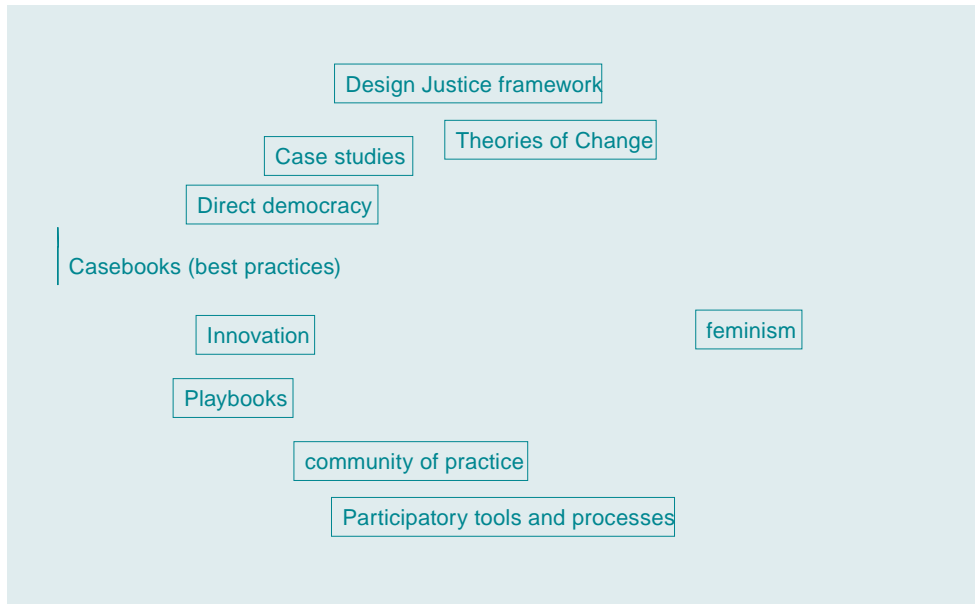 Design Justice framework
Theories of Change
Case studies
Direct democracy
Casebooks (best practices)
feminism
Innovation
Playbooks
community of practice
Participatory tools and processes